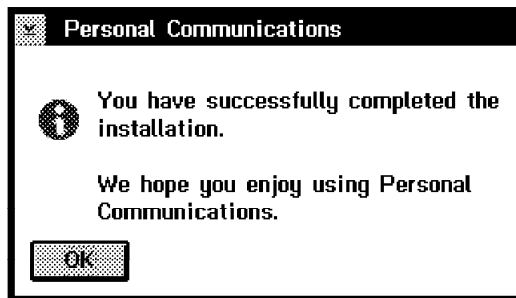 Personal Communications
You have successfully completed the
installation.
We hope you enjoy using Personal
Communications.
OK